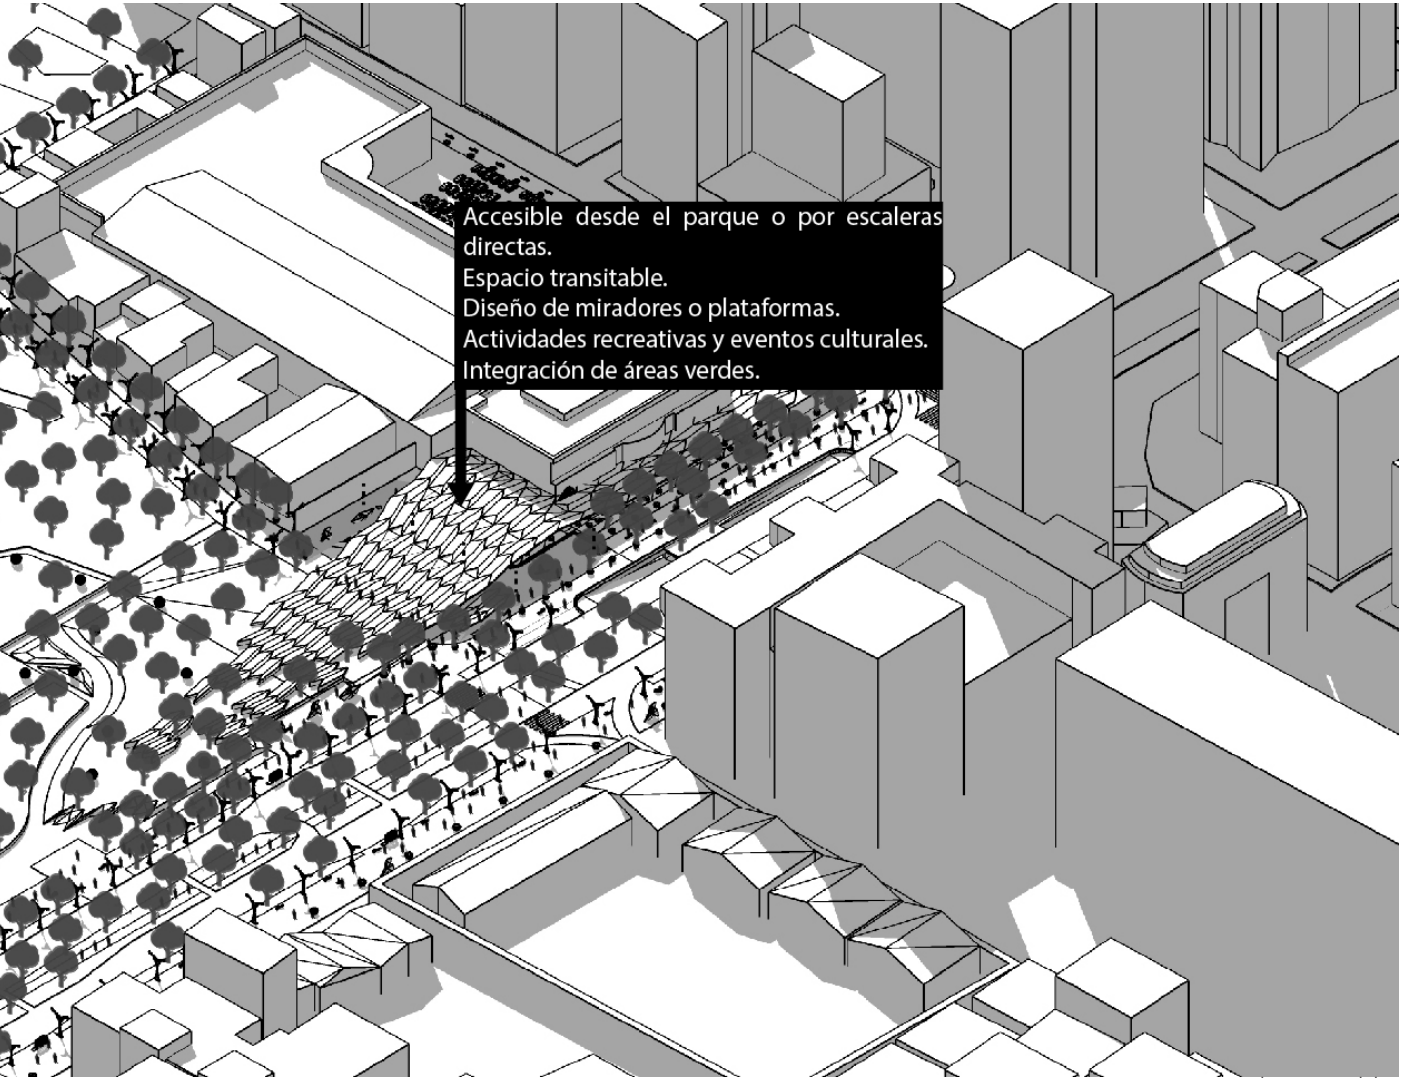 Accesible desde el parque o por escaleras
directas.
Espacio transitable.
Diseño de miradores o plataformas.
Actividades recreativas y eventos culturales.
Integración de áreas verdes.